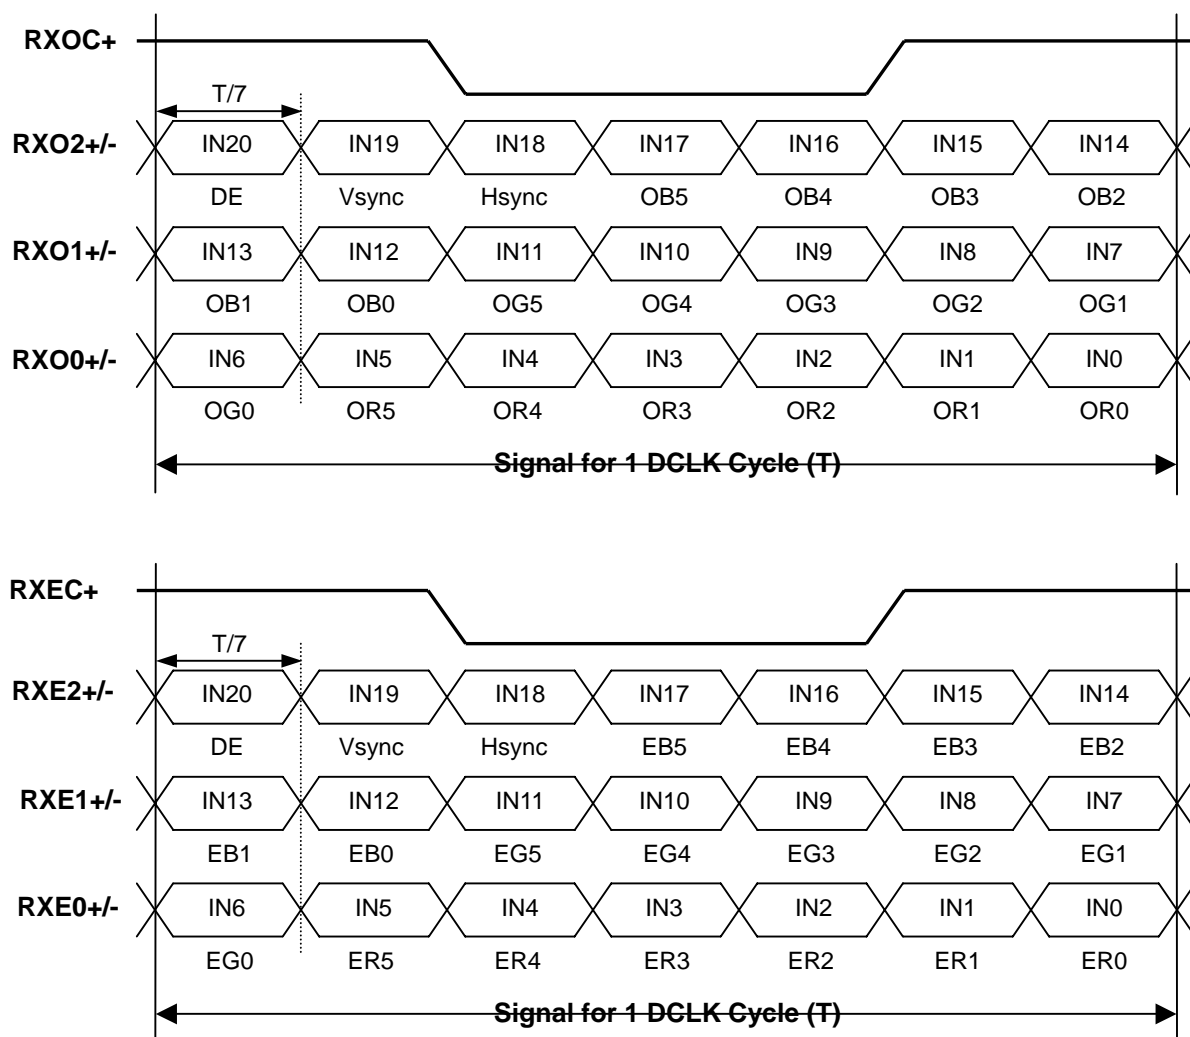 RXOC+
T/7
RXO2+/- IN20 IN19 IN18 IN17 IN16 IN15 IN14
DE Vsync Hsync OB5 OB4 OB3 OB2
RXO1+/- IN13 IN12 IN11 IN10 IN9 IN8 IN7
OB1 OB0 OG5 OG4 OG3 OG2 OG1
RXO0+/- IN6 IN5 IN4 IN3 IN2 IN1 IN0
OG0 OR5 OR4 OR3 OR2 OR1 OR0
Signal for 1 DCLK Cycle (T)
RXEC+
T/7
RXE2+/- IN20 IN19 IN18 IN17 IN16 IN15 IN14
DE Vsync Hsync EB5 EB4 EB3 EB2
RXE1+/- IN13 IN12 IN11 IN10 IN9 IN8 IN7
EB1 EB0 EG5 EG4 EG3 EG2 EG1
RXE0+/- IN6 IN5 IN4 IN3 IN2 IN1 IN0
EG0 ER5 ER4 ER3 ER2 ER1 ER0
Signal for 1 DCLK Cycle (T)